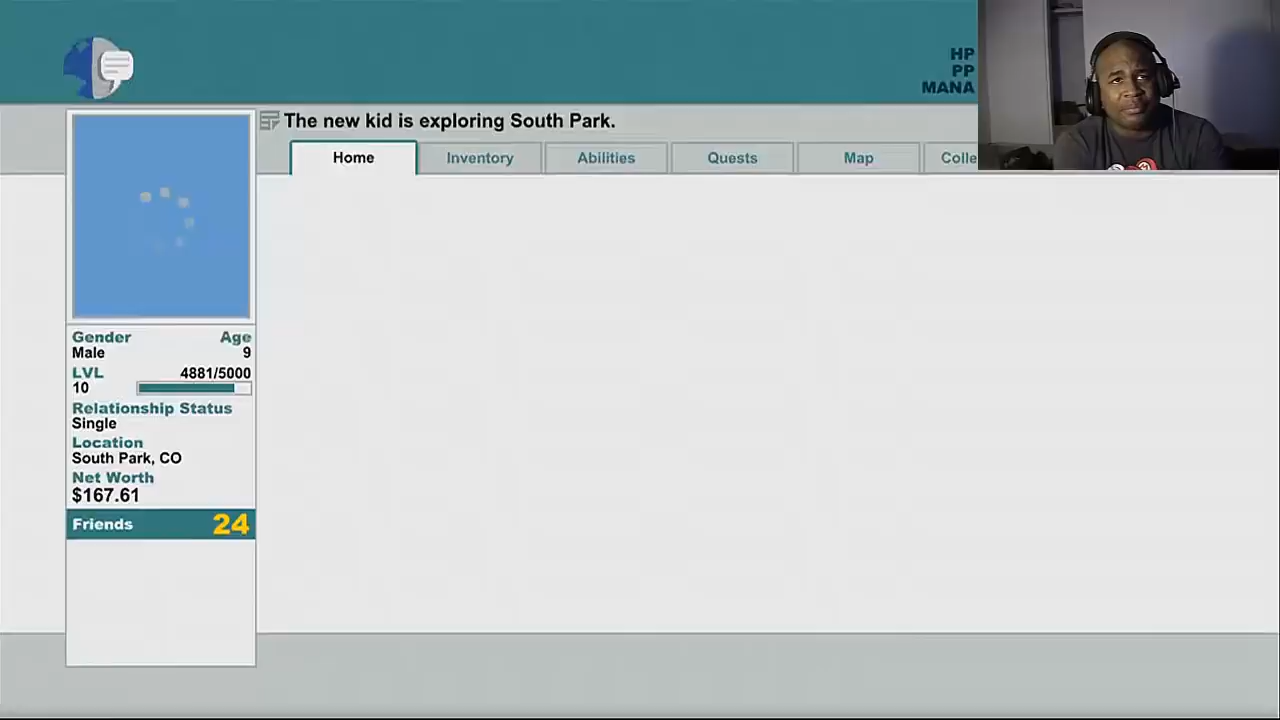 HP
PP
MANA
The new kid is exploring South Park.
Home Inventory Abilities Quests Map Colle
Gender Age
Male 9
LVL 4881/5000
10
Relationship Status
Single
Location
South Park, CO
Net Worth
$167.61
Friends 24